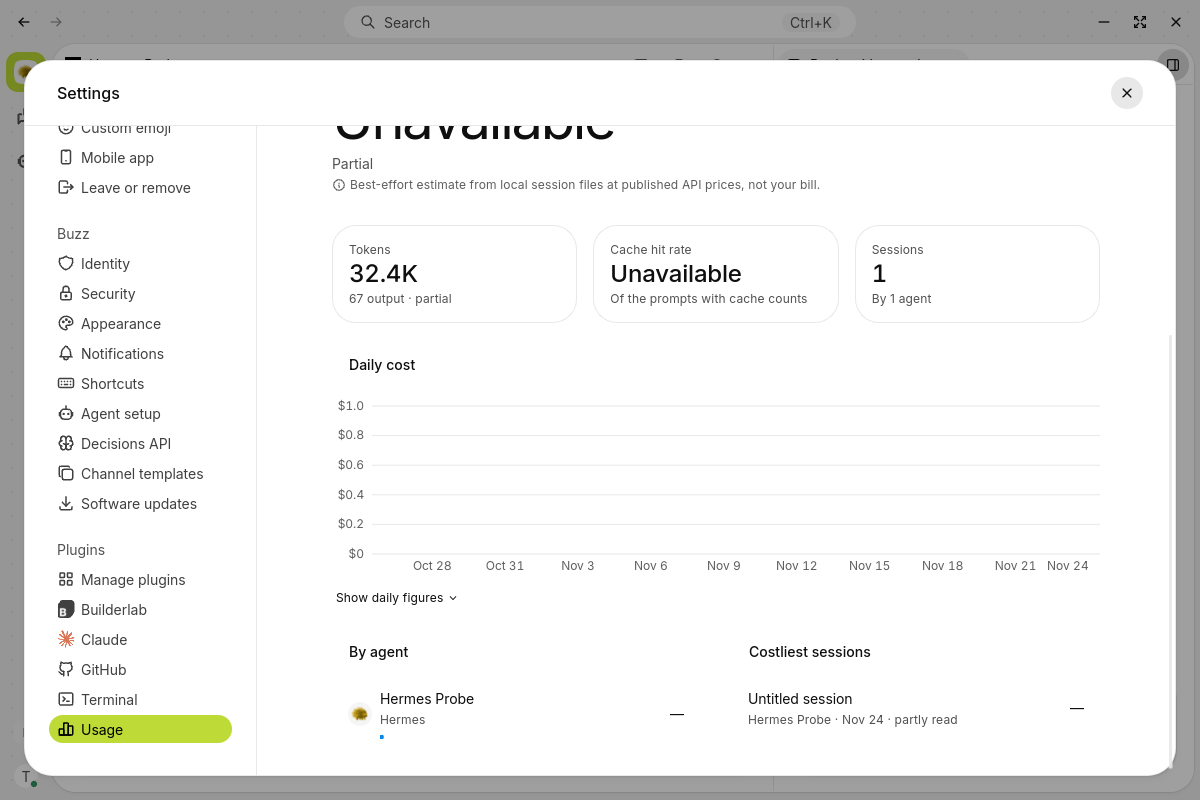 Search
Ctrl+K
Settings
Custom emoji
Mobile app
Leave or remove
Buzz
Identity
Security
Appearance
Notifications
Shortcuts
Agent setup
Decisions API
Channel templates
Software updates
Plugins
Manage plugins
Builderlab
Claude
GitHub
Terminal
Usage
T
Unavailable
Partial
Best-effort estimate from local session files at published API prices, not your bill.
Tokens
32.4K
67 output · partial
Cache hit rate
Unavailable
Of the prompts with cache counts
Sessions
1
By 1 agent
Daily cost
$1.0
$0.8
$0.6
$0.4
$0.2
$0
Oct 28 Oct 31 Nov 3 Nov 6 Nov 9 Nov 12 Nov 15 Nov 18 Nov 21 Nov 24
Show daily figures
By agent
Hermes Probe
Hermes
—
Costliest sessions
Untitled session
Hermes Probe · Nov 24 · partly read
—